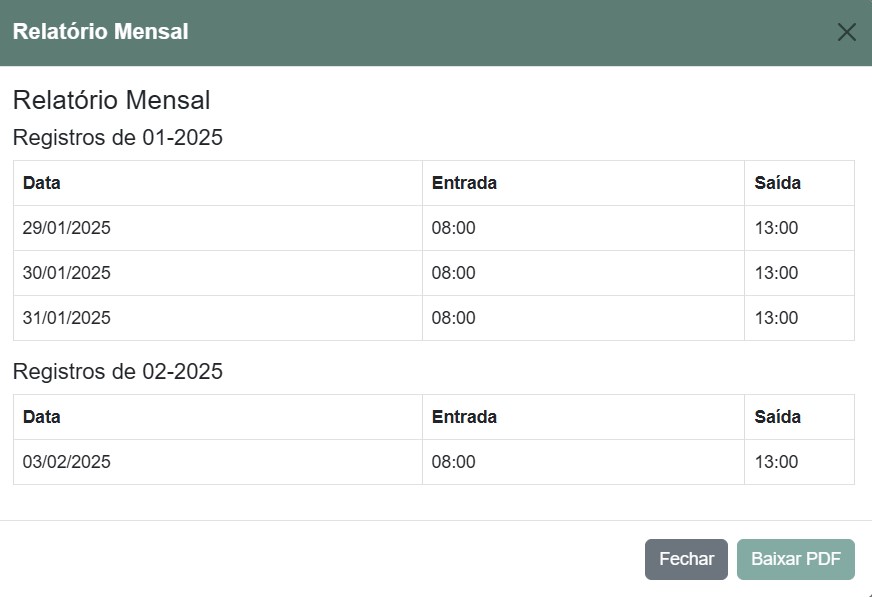 Relatório Mensal
Relatório Mensal
Registros de 01-2025
Data Entrada Saída
29/01/2025 08:00 13:00
30/01/2025 08:00 13:00
31/01/2025 08:00 13:00
Registros de 02-2025
Data Entrada Saída
03/02/2025 08:00 13:00
Fechar Baixar PDF